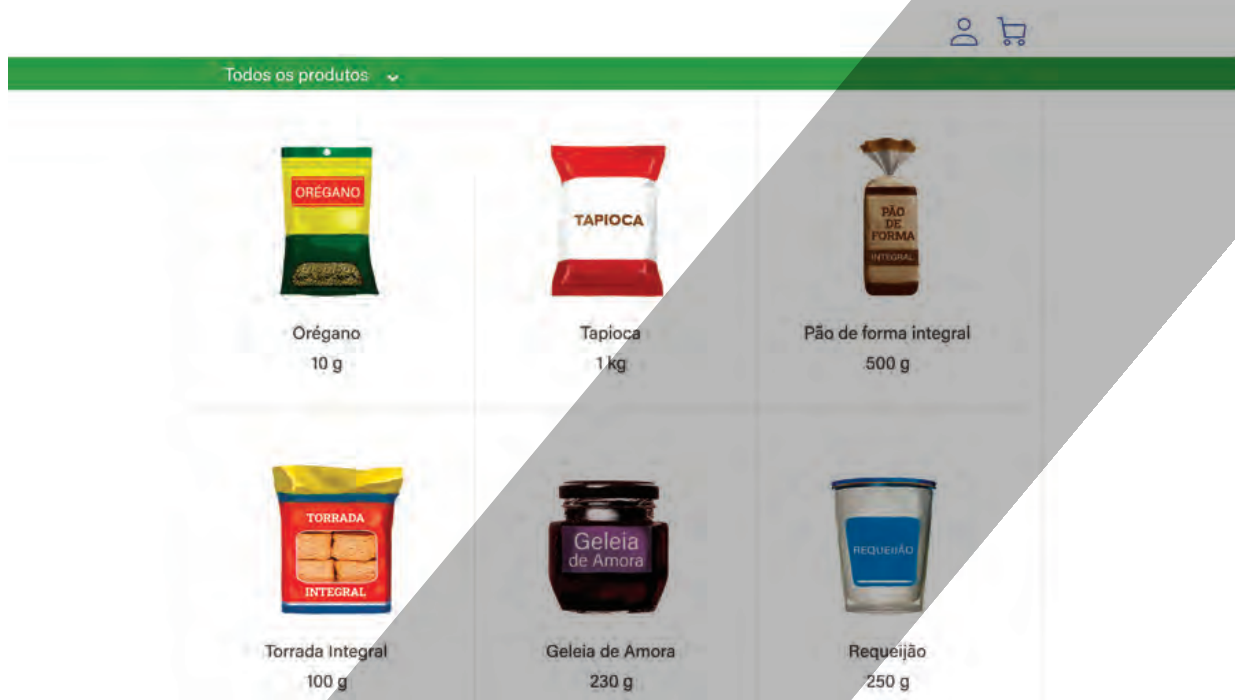 Todos os produtos
ORÉGANO
TAPIOCA
PÃO
DE
FORMA
INTEGRAL
Orégano
Tapioca
Pão de forma integral
10 g
1 kg
500 g
TORRADA
INTEGRAL
Geleia
de Amora
REQUEIJÃO
Torrada Integral
Geleia de Amora
Requeijão
100 g
230 g
250 g